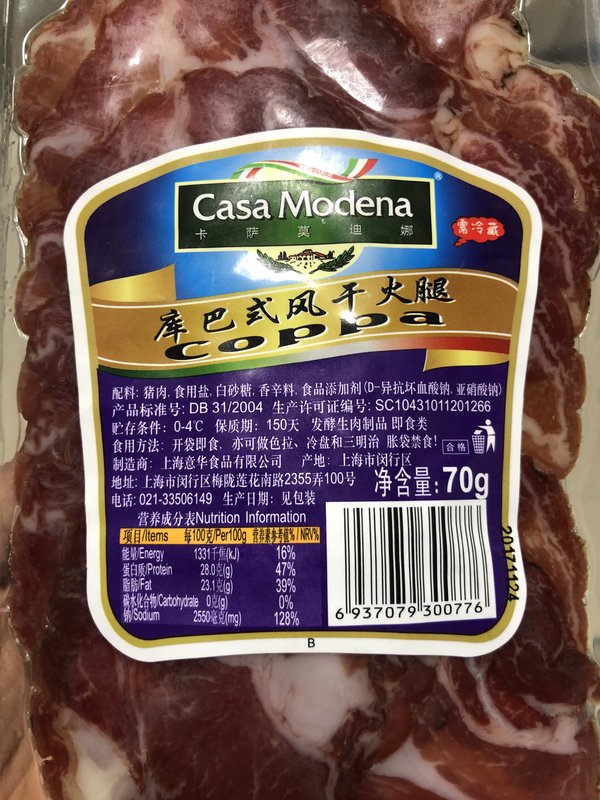 Casa Modena ®
卡萨莫迪娜
需冷藏
库巴式风干火腿
coppa
配料: 猪肉, 食用盐, 白砂糖, 香辛料, 食品添加剂(D-异抗坏血酸钠, 亚硝酸钠)
产品标准号: DB 31/2004 生产许可证编号: SC10431011201266
贮存条件: 0-4℃ 保质期: 150天 发酵生肉制品 即食类
食用方法: 开袋即食, 亦可做色拉、冷盘和三明治 胀袋禁食!
合格
制造商: 上海意华食品有限公司 产地: 上海市闵行区
地址: 上海市闵行区梅陇莲花南路2355弄100号
净含量: 70g
电话: 021-33506149 生产日期: 见包装
营养成分表Nutrition Information
项目/Items 每100克/Per100g 营养素参考值% / NRV%
能量/Energy 1331千焦(kJ) 16%
蛋白质/Protein 28.0克(g) 47%
脂肪/Fat 23.1克(g) 39%
碳水化合物/Carbohydrate 0克(g) 0%
钠/Sodium 2550毫克(mg) 128%
6 937079 300776
20171124
B